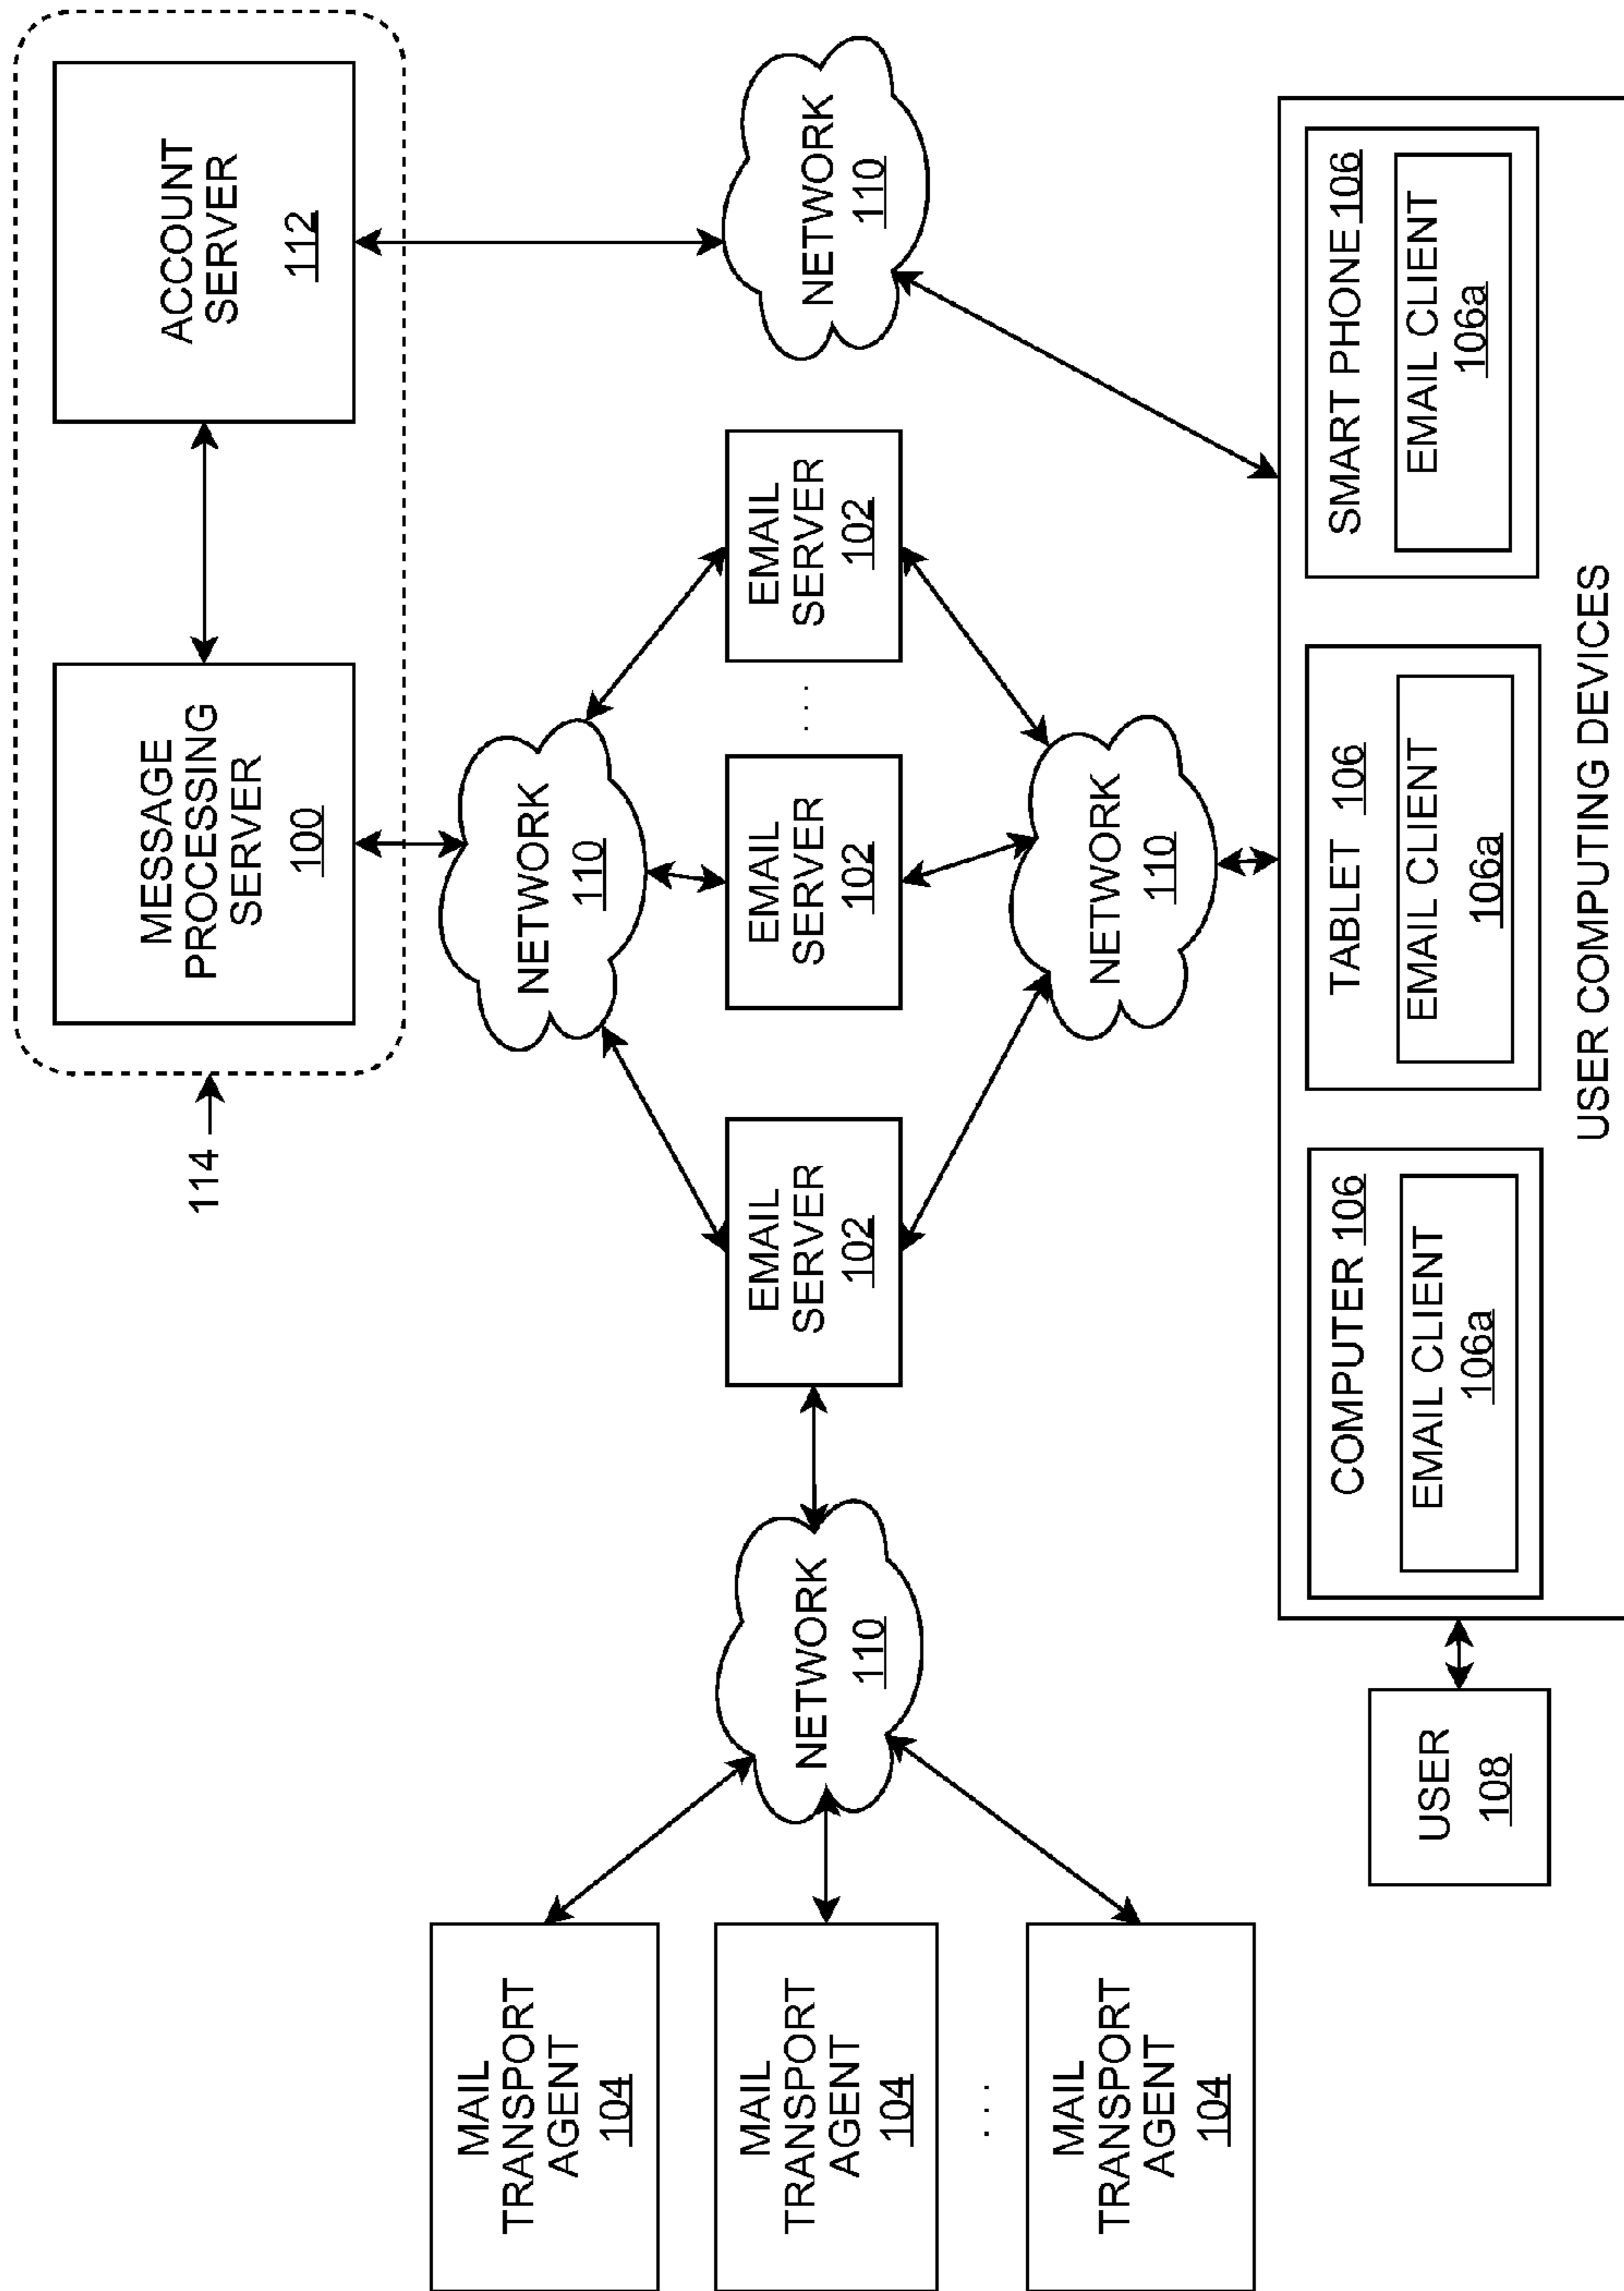 114
MESSAGE
PROCESSING
SERVER
100
ACCOUNT
SERVER
112
MAIL
TRANSPORT
AGENT
104
NETWORK
110
MAIL
TRANSPORT
AGENT
104
. . .
MAIL
TRANSPORT
AGENT
104
NETWORK
110
EMAIL
SERVER
102
EMAIL
SERVER
102
. . . .
EMAIL
SERVER
102
NETWORK
110
NETWORK
110
USER
108
COMPUTER 106
EMAIL CLIENT
106a
TABLET 106
EMAIL CLIENT
106a
SMART PHONE 106
EMAIL CLIENT
106a
USER COMPUTING DEVICES